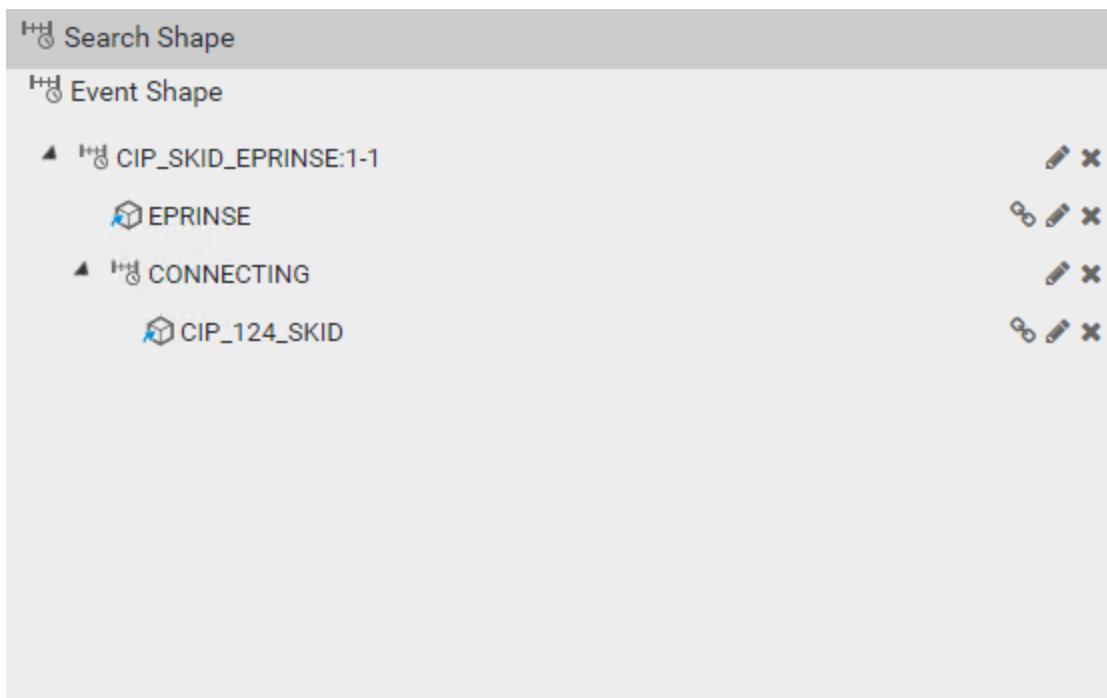 Search Shape
Event Shape
CIP_SKID_EPRINSE:1-1
EPRINSE
CONNECTING
CIP_124_SKID